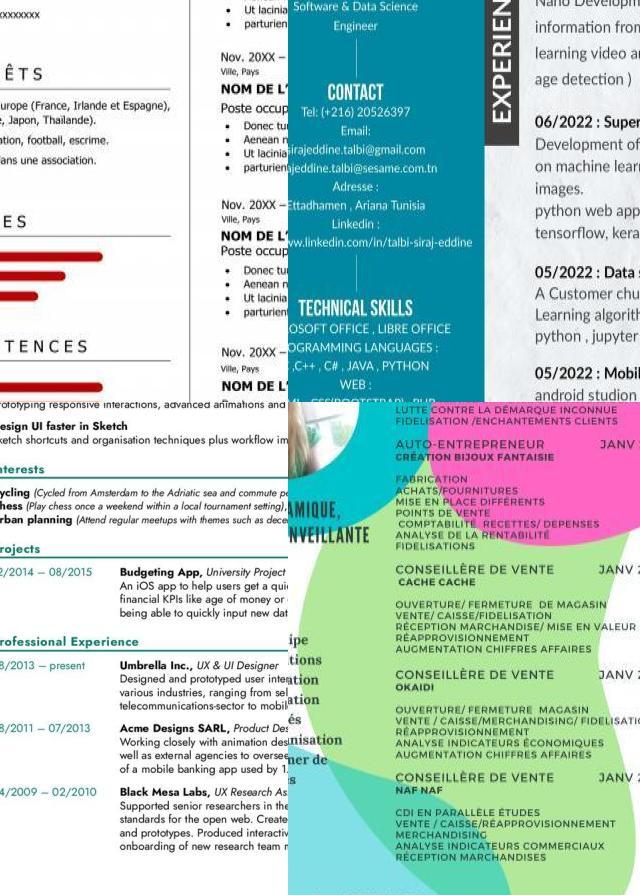 xxxxxxxx
ÊTS
urope (France, Irlande et Espagne),
e, Japon, Thaïlande).
ation, football, escrime.
dans une association.
ES
TENCES
Ut lacinia
parturien
Nov. 20XX –
Ville, Pays
NOM DE L'
Poste occup
Donec tu
Aenean n
Ut lacinia
parturien
Nov. 20XX –
Ville, Pays
NOM DE L'
Poste occup
Donec tu
Aenean n
Ut lacinia
parturien
Nov. 20XX –
Ville, Pays
NOM DE L'
Software & Data Science
Engineer
CONTACT
Tel: (+216) 20526397
Email:
sirajeddine.talbi@gmail.com
ajeddine.talbi@sesame.com.tn
Adresse :
Ettadhamen , Ariana Tunisia
Linkedin :
ww.linkedin.com/in/talbi-siraj-eddine
TECHNICAL SKILLS
OSOFT OFFICE , LIBRE OFFICE
OGRAMMING LANGUAGES :
,C++ , C# , JAVA , PYTHON
WEB :
EXPERIEN
Nano Developm
information from
learning video ar
age detection )
06/2022 : Super
Development of
on machine learn
images.
python web app
tensorflow, kera
05/2022 : Data s
A Customer chu
Learning algorith
python , jupyter
05/2022 : Mobil
android studion
rototyping responsive interactions, advanced animations and
esign UI faster in Sketch
ketch shortcuts and organisation techniques plus workflow im
nterests
ycling (Cycled from Amsterdam to the Adriatic sea and commute pe
hess (Play chess once a weekend within a local tournament setting),
rban planning (Attend regular meetups with themes such as dece
rojects
2/2014 – 08/2015
Budgeting App, University Project
An iOS app to help users get a quic
financial KPIs like age of money or
being able to quickly input new dat
rofessional Experience
8/2013 – present
Umbrella Inc., UX & UI Designer
Designed and prototyped user inter
various industries, ranging from sel
telecommunications-sector to mobil
8/2011 – 07/2013
Acme Designs SARL, Product Des
Working closely with animation des
well as external agencies to oversee
of a mobile banking app used by 1.
4/2009 – 02/2010
Black Mesa Labs, UX Research As
Supported senior researchers in the
standards for the open web. Create
and prototypes. Produced interactiv
onboarding of new research team m
AMIQUE,
NVEILLANTE
ipe
tions
ation
ation
és
nisation
ner de
s
LUTTE CONTRE LA DÉMARQUE INCONNUE
FIDELISATION /ENCHANTEMENTS CLIENTS
AUTO-ENTREPRENEUR JANV
CRÉATION BIJOUX FANTAISIE
FABRICATION
ACHATS/FOURNITURES
MISE EN PLACE DIFFÉRENTS
POINTS DE VENTE
COMPTABILITÉ RECETTES/ DEPENSES
ANALYSE DE LA RENTABILITÉ
FIDELISATIONS
CONSEILLÈRE DE VENTE JANV 2
CACHE CACHE
OUVERTURE/ FERMETURE DE MAGASIN
VENTE/ CAISSE/FIDELISATION
RÉCEPTION MARCHANDISE/ MISE EN VALEUR
RÉAPPROVISIONNEMENT
AUGMENTATION CHIFFRES AFFAIRES
CONSEILLÈRE DE VENTE JANV 2
OKAIDI
OUVERTURE/ FERMETURE MAGASIN
VENTE / CAISSE/MERCHANDISING/ FIDELISATIO
RÉAPPROVISIONNEMENT
ANALYSE INDICATEURS ÉCONOMIQUES
AUGMENTATION CHIFFRES AFFAIRES
CONSEILLÈRE DE VENTE JANV 2
NAF NAF
CDI EN PARALLÈLE ÉTUDES
VENTE / CAISSE/RÉAPPROVISIONNEMENT
MERCHANDISING
ANALYSE INDICATEURS COMMERCIAUX
RÉCEPTION MARCHANDISES